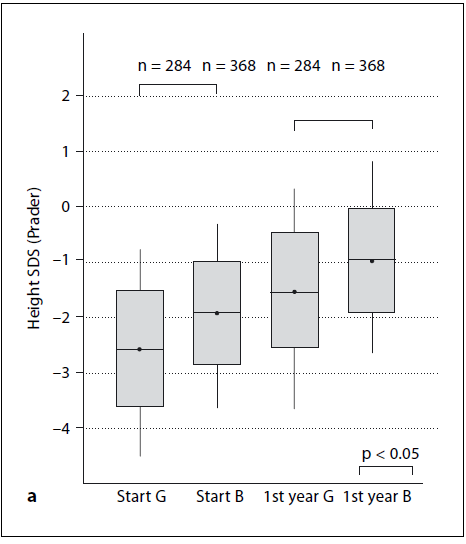 n = 284 n = 368 n = 284 n = 368
2
1
0
–1
–2
–3
–4
Height SDS (Prader)
p < 0.05
a
Start G Start B 1st year G 1st year B